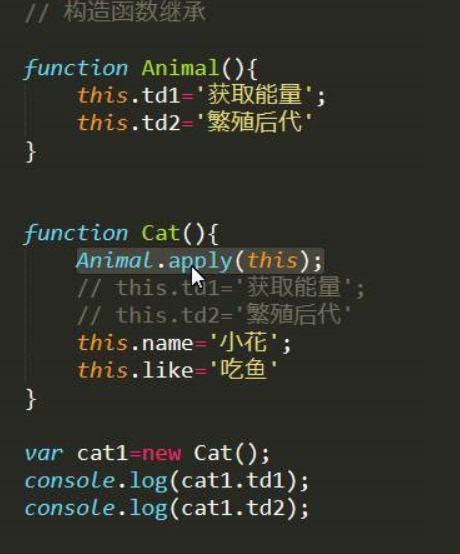 // 构造函数继承
function Animal(){
this.td1='获取能量';
this.td2='繁殖后代'
}
function Cat(){
Animal.apply(this);
// this.td1='获取能量';
// this.td2='繁殖后代'
this.name='小花';
this.like='吃鱼'
}
var cat1=new Cat();
console.log(cat1.td1);
console.log(cat1.td2);